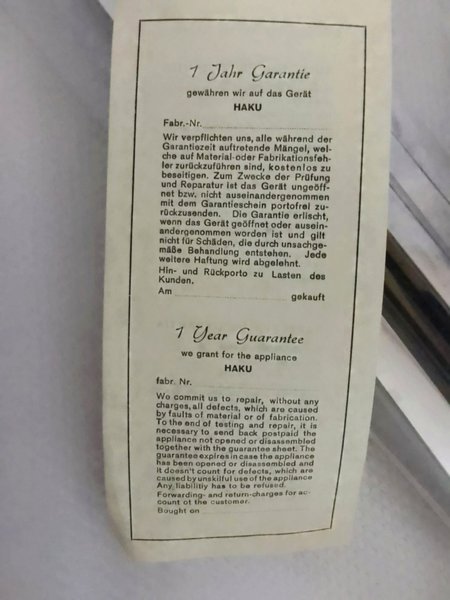 1 Jahr Garantie
gewähren wir auf das Gerät
HAKU
Fabr.-Nr.
Wir verpflichten uns, alle während der
Garantiezeit auftretende Mängel, wel-
che auf Material-oder Fabrikationsfeh-
ler zurückzuführen sind, kostenlos zu
beseitigen. Zum Zwecke der Prüfung
und Reparatur ist das Gerät ungeöff-
net bzw. nicht auseinandergenommen
mit dem Garantieschein portofrei zu-
rückzusenden. Die Garantie erlischt,
wenn das Gerät geöffnet oder ausein-
andergenommen worden ist und gilt
nicht für Schäden, die durch unsachge-
mäße Behandlung entstehen. Jede
weitere Haftung wird abgelehnt.
Hin- und Rückporto zu Lasten des
Kunden.
Am gekauft
1 Year Guarantee
we grant for the appliance
HAKU
fabr. Nr.
We commit us to repair, without any
charges, all defects, which are caused
by faults of material or of fabrication.
To the end of testing and repair, it is
necessary to send back postpaid the
appliance not opened or disassembled
together with the guarantee sheet. The
guarantee expires in case the appliance
has been opened or disassembled and
it doesn't count for defects, which are
caused by unskilful use of the appliance
Any liabilitiy has to be refused.
Forwarding- and return-charges for ac-
count ot the customer.
Bought on